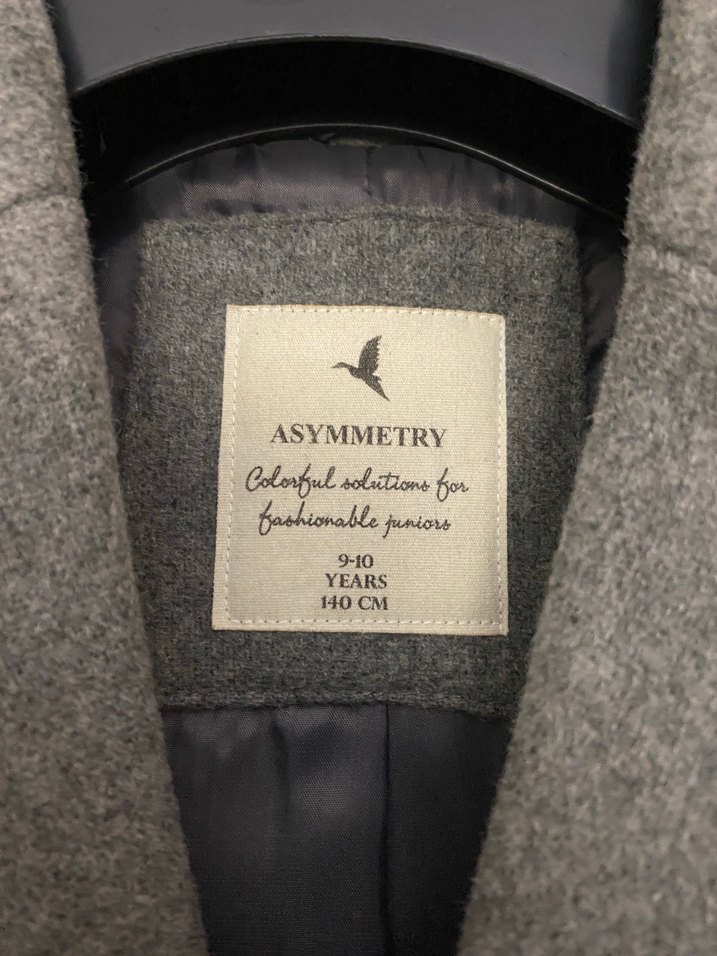 ASYMMETRY
Colorful solutions for
fashionable juniors
9-10
YEARS
140 CM